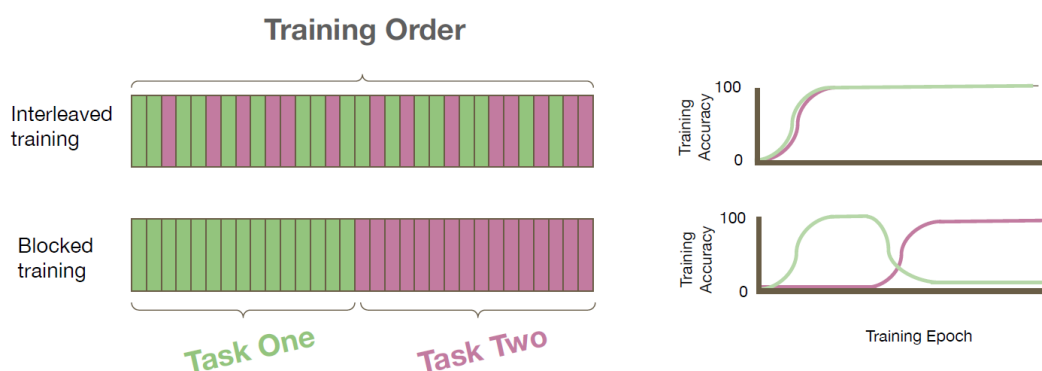 Training Order
Interleaved
training
100
Training
Accuracy
0
Blocked
training
100
Training
Accuracy
0
Task One
Task Two
Training Epoch